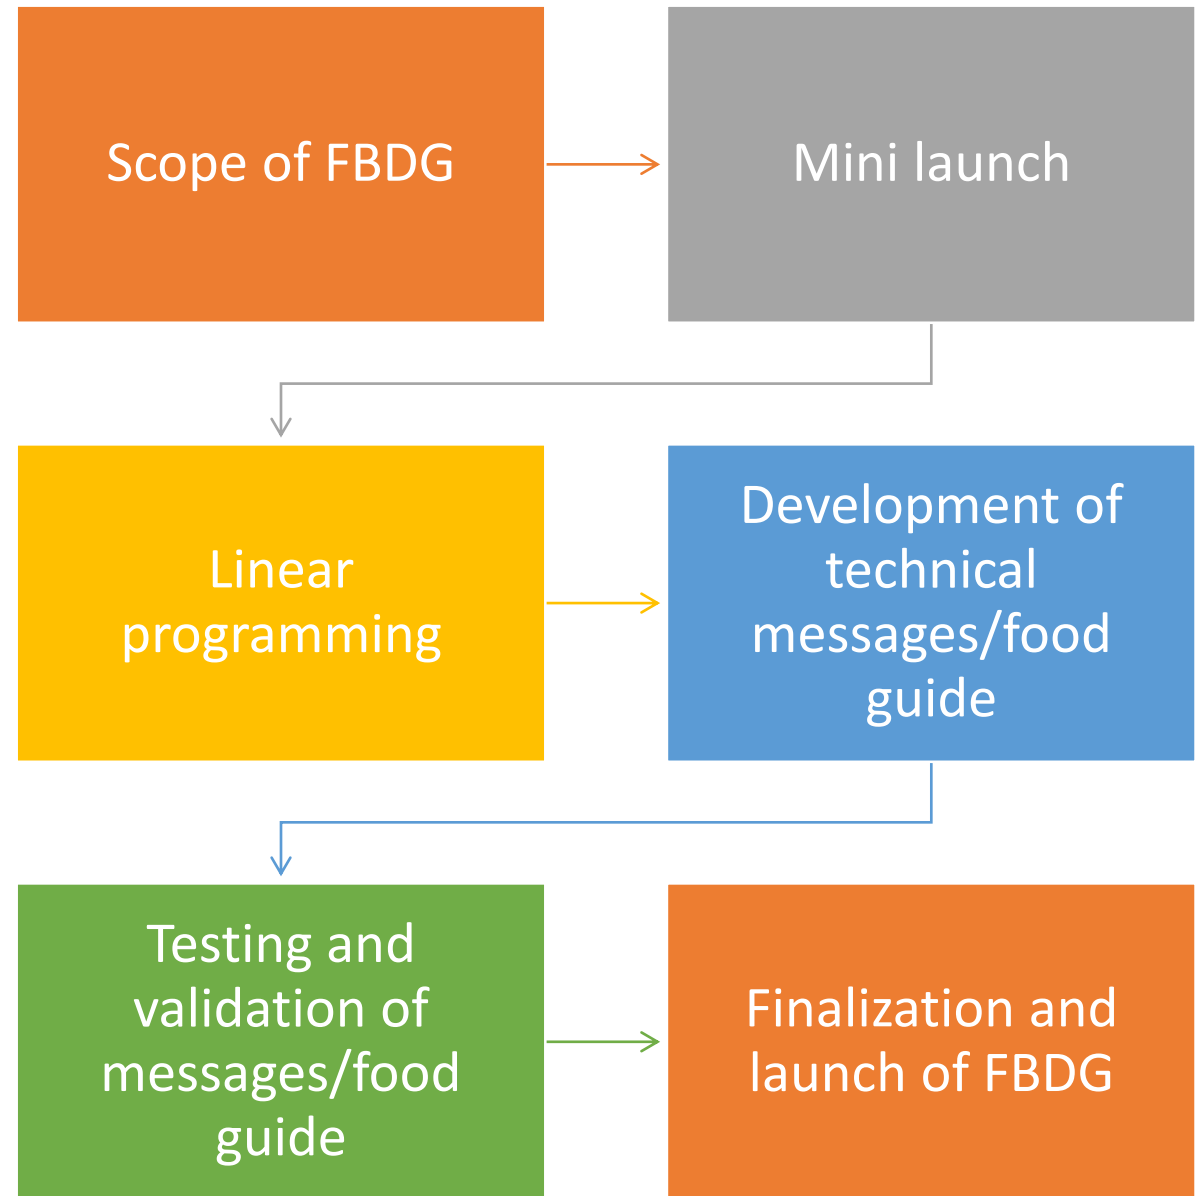 Scope of FBDG
Mini launch
Linear
programming
Development of
technical
messages/food
guide
Testing and
validation of
messages/food
guide
Finalization and
launch of FBDG